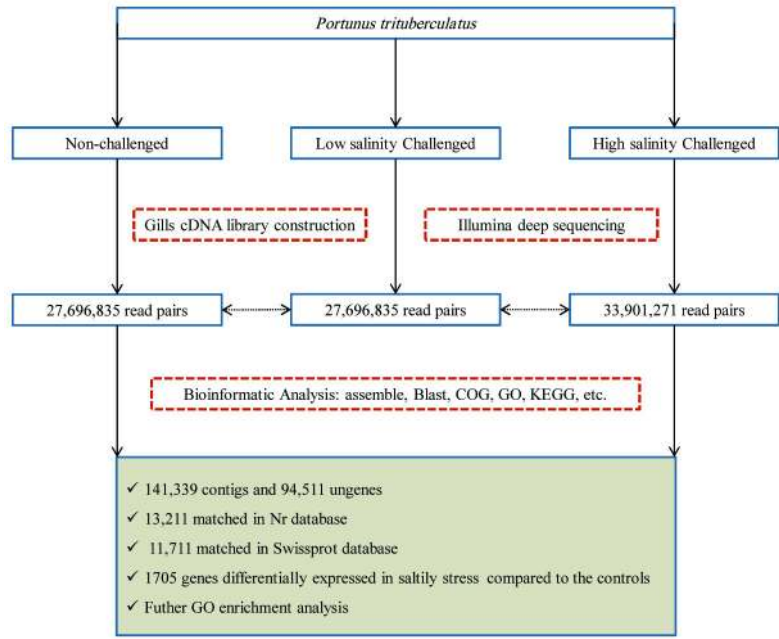 Portunus trituberculatus
Non-challenged
Low salinity Challenged
High salinity Challenged
Gills cDNA library construction
Illumina deep sequencing
27,696,835 read pairs
27,696,835 read pairs
33,901,271 read pairs
Bioinformatic Analysis: assemble, Blast, COG, GO, KEGG, etc.
✓ 141,339 contigs and 94,511 ungenes
✓ 13,211 matched in Nr database
✓ 11,711 matched in Swissprot database
✓ 1705 genes differentially expressed in saltily stress compared to the controls
✓ Futher GO enrichment analysis